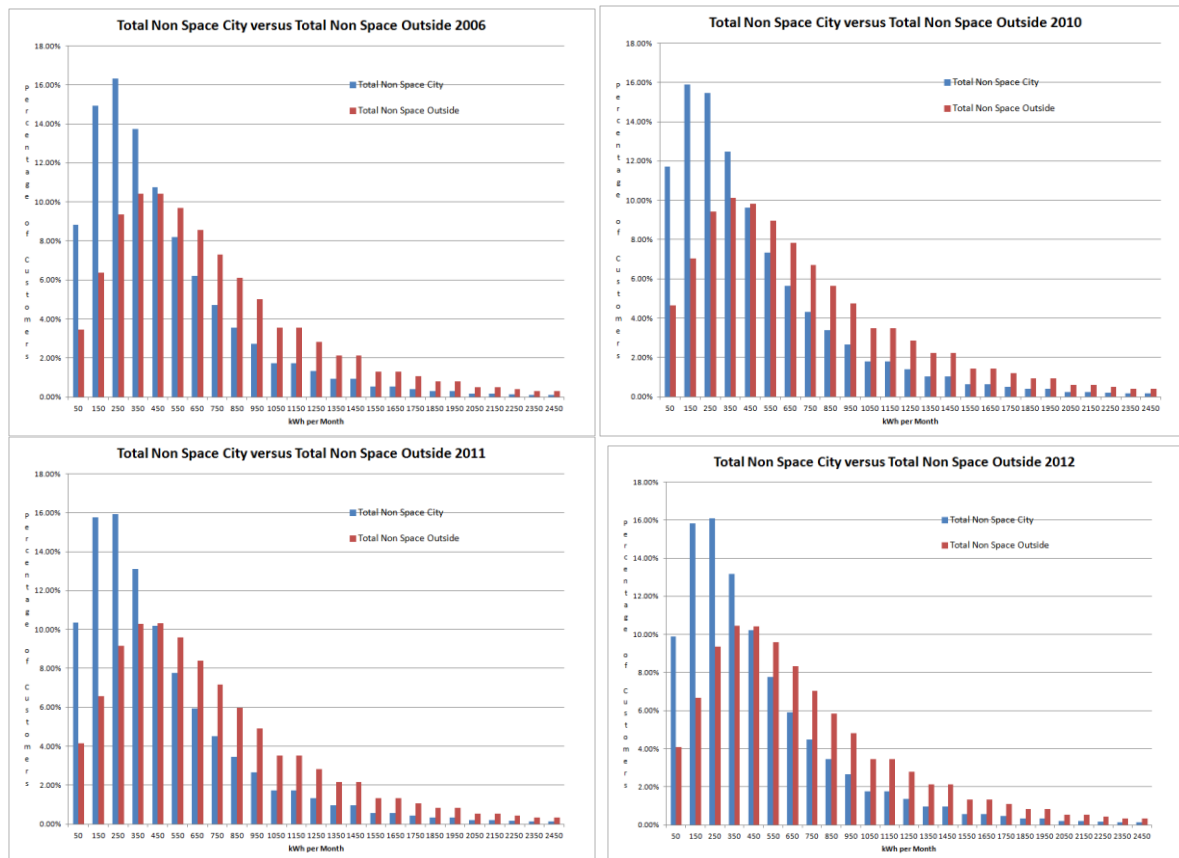 Total Non Space City versus Total Non Space Outside 2006
18.00%
16.00%
14.00%
12.00%
10.00%
8.00%
6.00%
4.00%
2.00%
0.00%
Percentage of Customers
Total Non Space City
Total Non Space Outside
50 150 250 350 450 550 650 750 850 950 1050 1150 1250 1350 1450 1550 1650 1750 1850 1950 2050 2150 2250 2350 2450
kWh per Month
Total Non Space City versus Total Non Space Outside 2010
18.00%
16.00%
14.00%
12.00%
10.00%
8.00%
6.00%
4.00%
2.00%
0.00%
Percentage of Customers
Total Non Space City
Total Non Space Outside
50 150 250 350 450 550 650 750 850 950 1050 1150 1250 1350 1450 1550 1650 1750 1850 1950 2050 2150 2250 2350 2450
kWh per Month
Total Non Space City versus Total Non Space Outside 2011
18.00%
16.00%
14.00%
12.00%
10.00%
8.00%
6.00%
4.00%
2.00%
0.00%
Percentage of Customers
Total Non Space City
Total Non Space Outside
50 150 250 350 450 550 650 750 850 950 1050 1150 1250 1350 1450 1550 1650 1750 1850 1950 2050 2150 2250 2350 2450
kWh per Month
Total Non Space City versus Total Non Space Outside 2012
18.00%
16.00%
14.00%
12.00%
10.00%
8.00%
6.00%
4.00%
2.00%
0.00%
Percentage of Customers
Total Non Space City
Total Non Space Outside
50 150 250 350 450 550 650 750 850 950 1050 1150 1250 1350 1450 1550 1650 1750 1850 1950 2050 2150 2250 2350 2450
kWh per Month